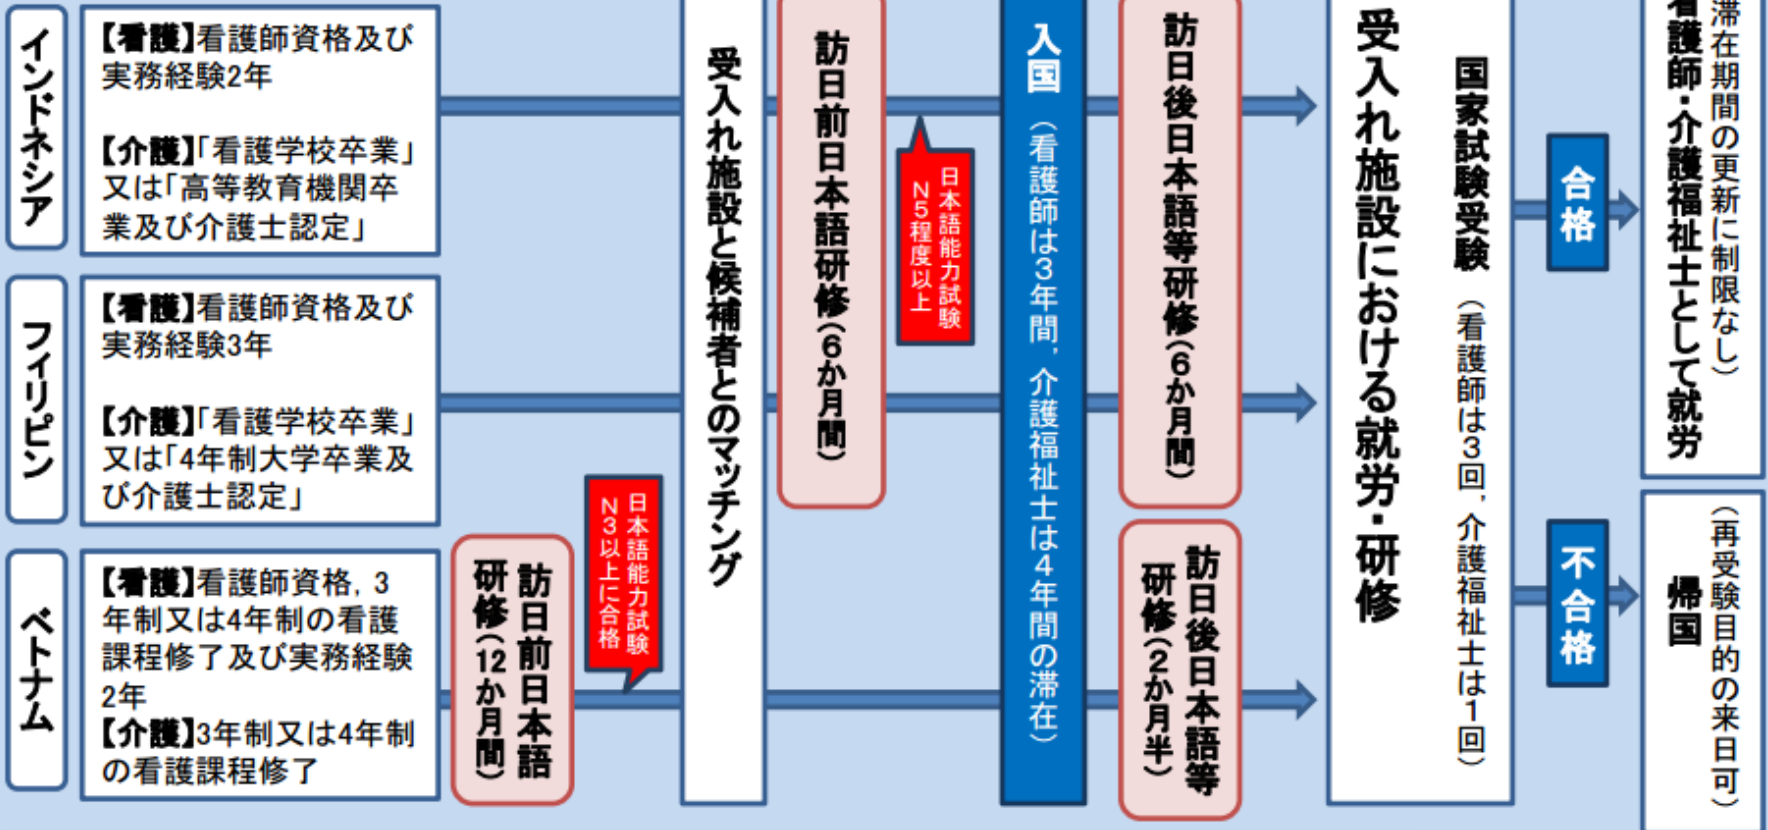 インドネシア
【看護】看護師資格及び
実務経験2年
【介護】「看護学校卒業」
又は「高等教育機関卒
業及び介護士認定」
フィリピン
【看護】看護師資格及び
実務経験3年
【介護】「看護学校卒業」
又は「4年制大学卒業及
び介護士認定」
ベトナム
【看護】看護師資格，3
年制又は4年制の看護
課程修了及び実務経験
2年
【介護】3年制又は4年制
の看護課程修了
訪日前日本語
研修（12か月間）
日本語能力試験
N3以上に合格
受入れ施設と候補者とのマッチング
訪日前日本語研修（6か月間）
日本語能力試験
N5程度以上
入国（看護師は3年間，介護福祉士は4年間の滞在）
訪日後日本語等研修（6か月間）
訪日後日本語等
研修（2か月半）
受入れ施設における就労・研修
国家試験受験（看護師は3回，介護福祉士は1回）
合格
不合格
看護師・介護福祉士として就労
滞在期間の更新に制限なし）
帰国
（再受験目的の来日可）